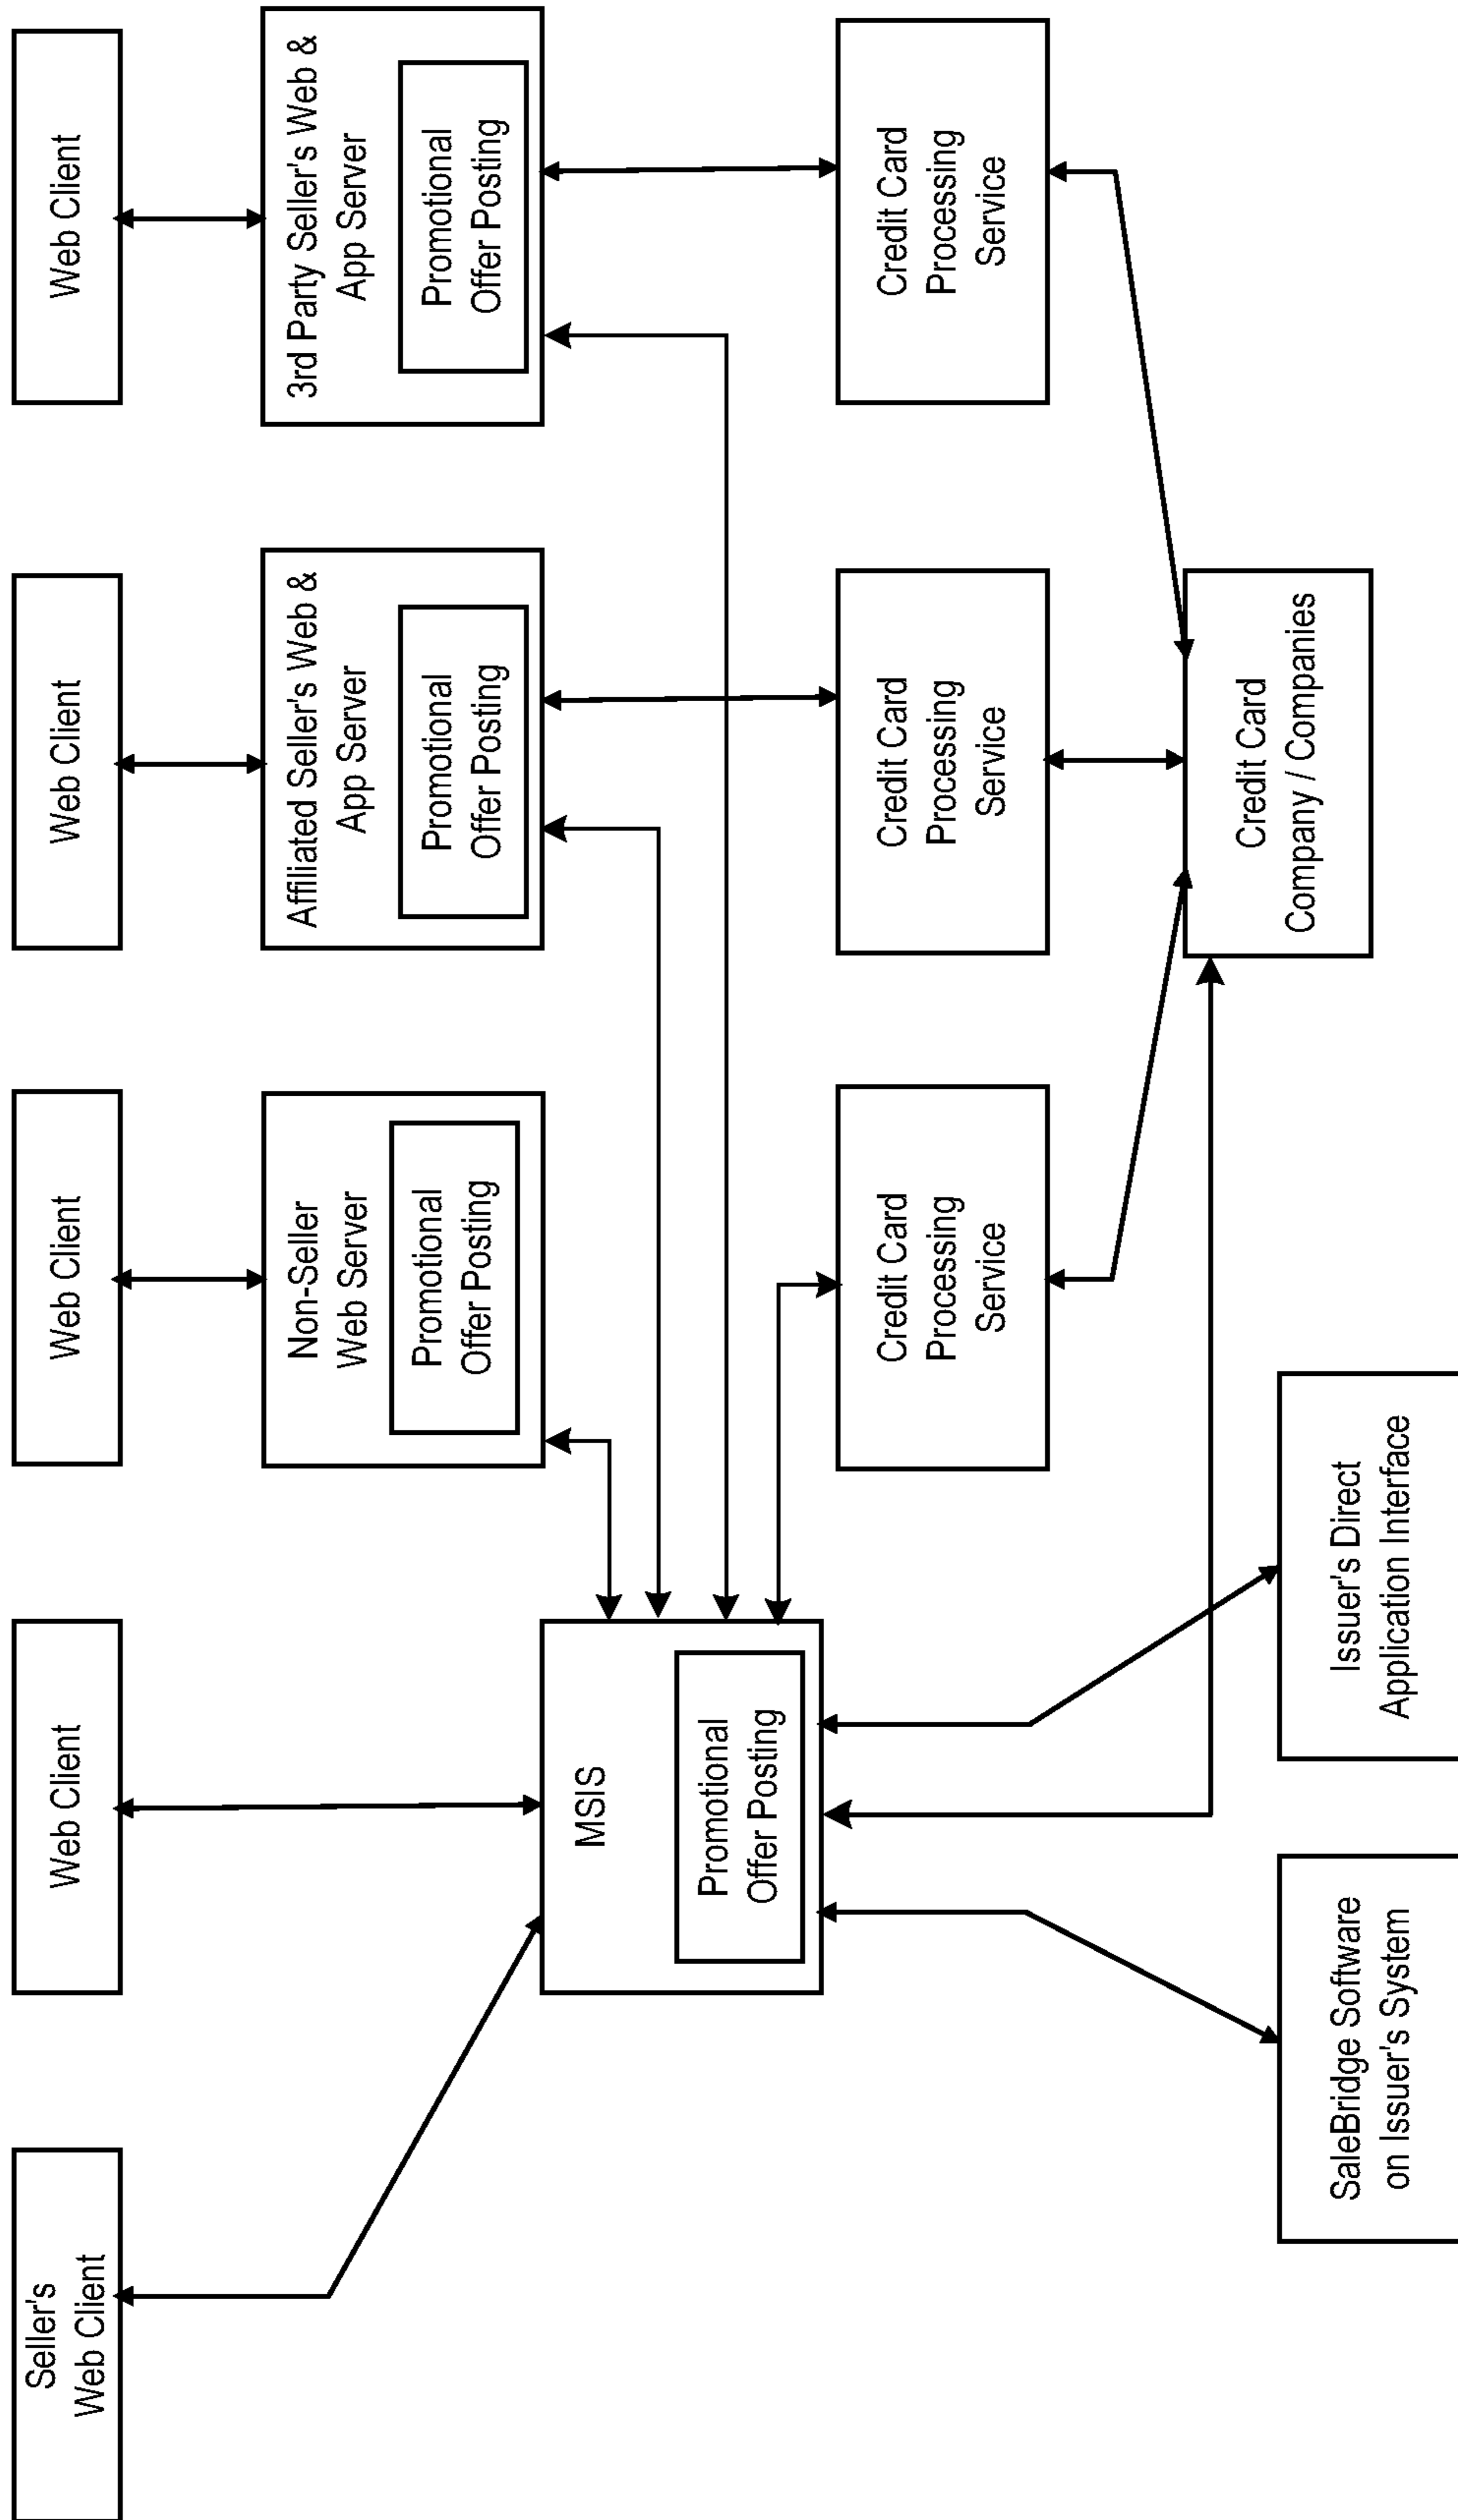 Seller's
Web Client
Web Client
Web Client
Web Client
Web Client
Non-Seller
Web Server
Promotional
Offer Posting
Affiliated Seller's Web &
App Server
Promotional
Offer Posting
3rd Party Seller's Web &
App Server
Promotional
Offer Posting
MSIS
Promotional
Offer Posting
Credit Card
Processing
Service
Credit Card
Processing
Service
Credit Card
Processing
Service
Credit Card
Company / Companies
SaleBridge Software
on Issuer's System
Issuer's Direct
Application Interface